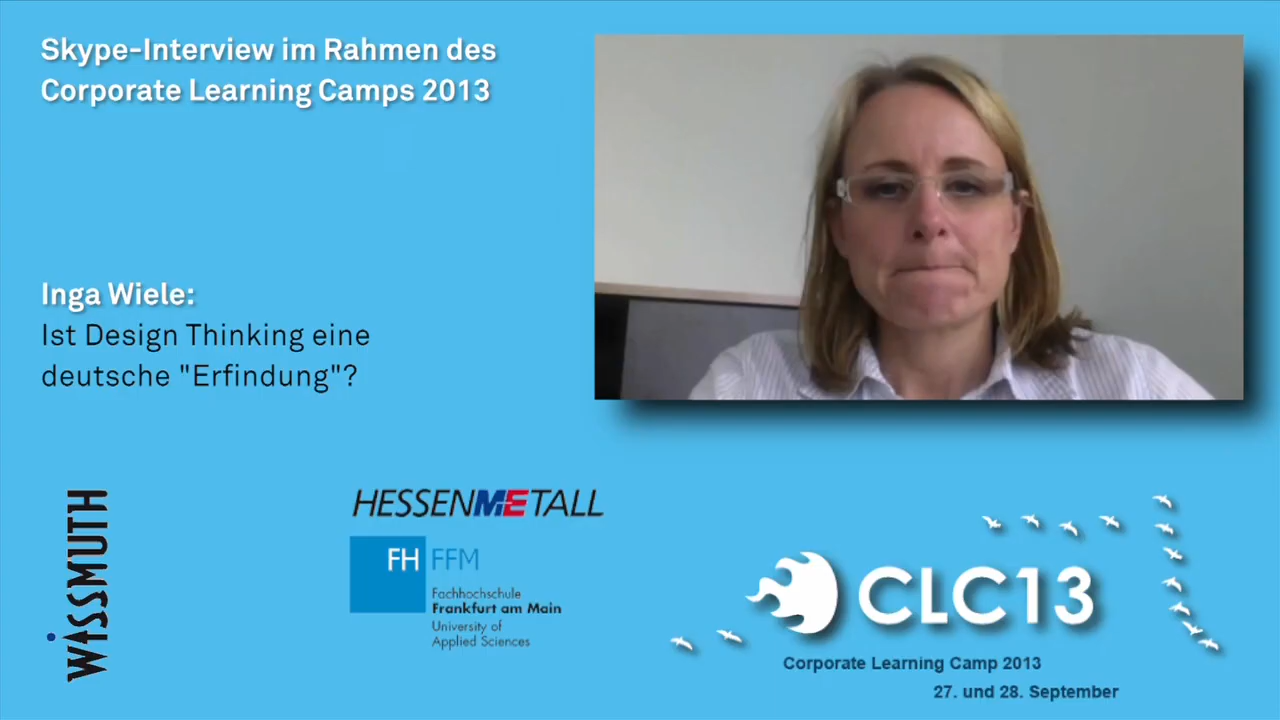 Skype-Interview im Rahmen des
Corporate Learning Camps 2013
Inga Wiele:
Ist Design Thinking eine
deutsche "Erfindung"?
WISSMUTH
HESSENMETALL
FH FFM
Fachhochschule
Frankfurt am Main
University of
Applied Sciences
CLC13
Corporate Learning Camp 2013
27. und 28. September